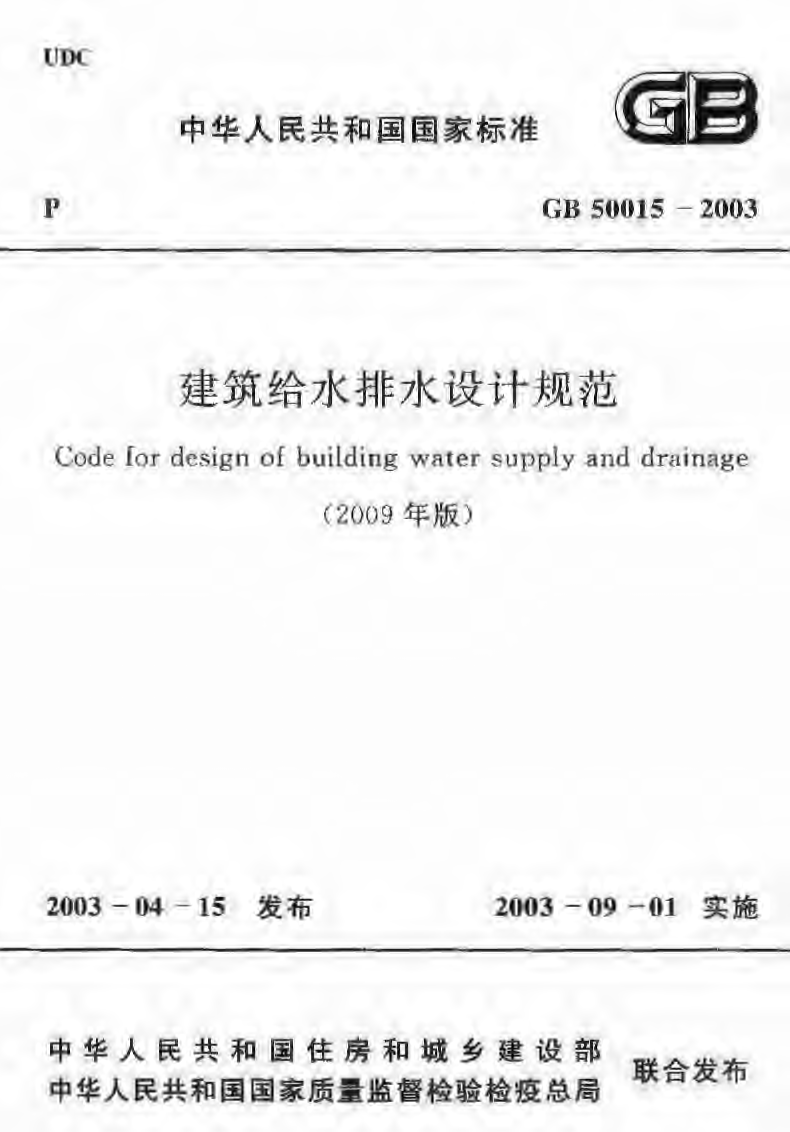 UDC
GB
中华人民共和国国家标准
P
GB 50015 - 2003
建筑给水排水设计规范
Code for design of building water supply and drainage
(2009 年版)
2003 - 04 - 15 发布
2003 - 09 - 01 实施
中华人民共和国住房和城乡建设部
中华人民共和国国家质量监督检验检疫总局
联合发布